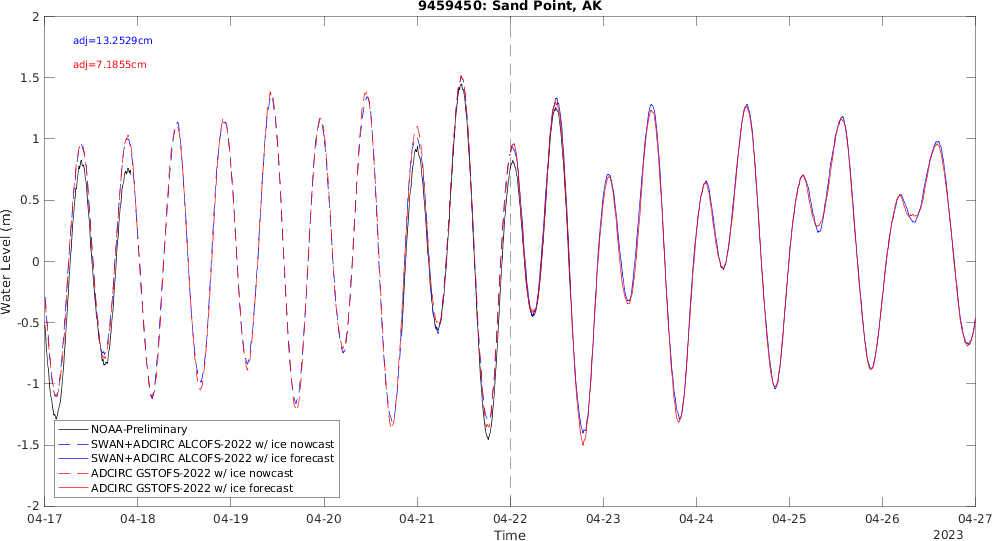 9459450: Sand Point, AK
adj=13.2529cm
adj=7.1855cm
Water Level (m)
2
1.5
1
0.5
0
-0.5
-1
-1.5
-2
NOAA-Preliminary
SWAN+ADCIRC ALCOFS-2022 w/ ice nowcast
SWAN+ADCIRC ALCOFS-2022 w/ ice forecast
ADCIRC GSTOFS-2022 w/ ice nowcast
ADCIRC GSTOFS-2022 w/ ice forecast
04-17 04-18 04-19 04-20 04-21 04-22 04-23 04-24 04-25 04-26 04-27
Time
2023